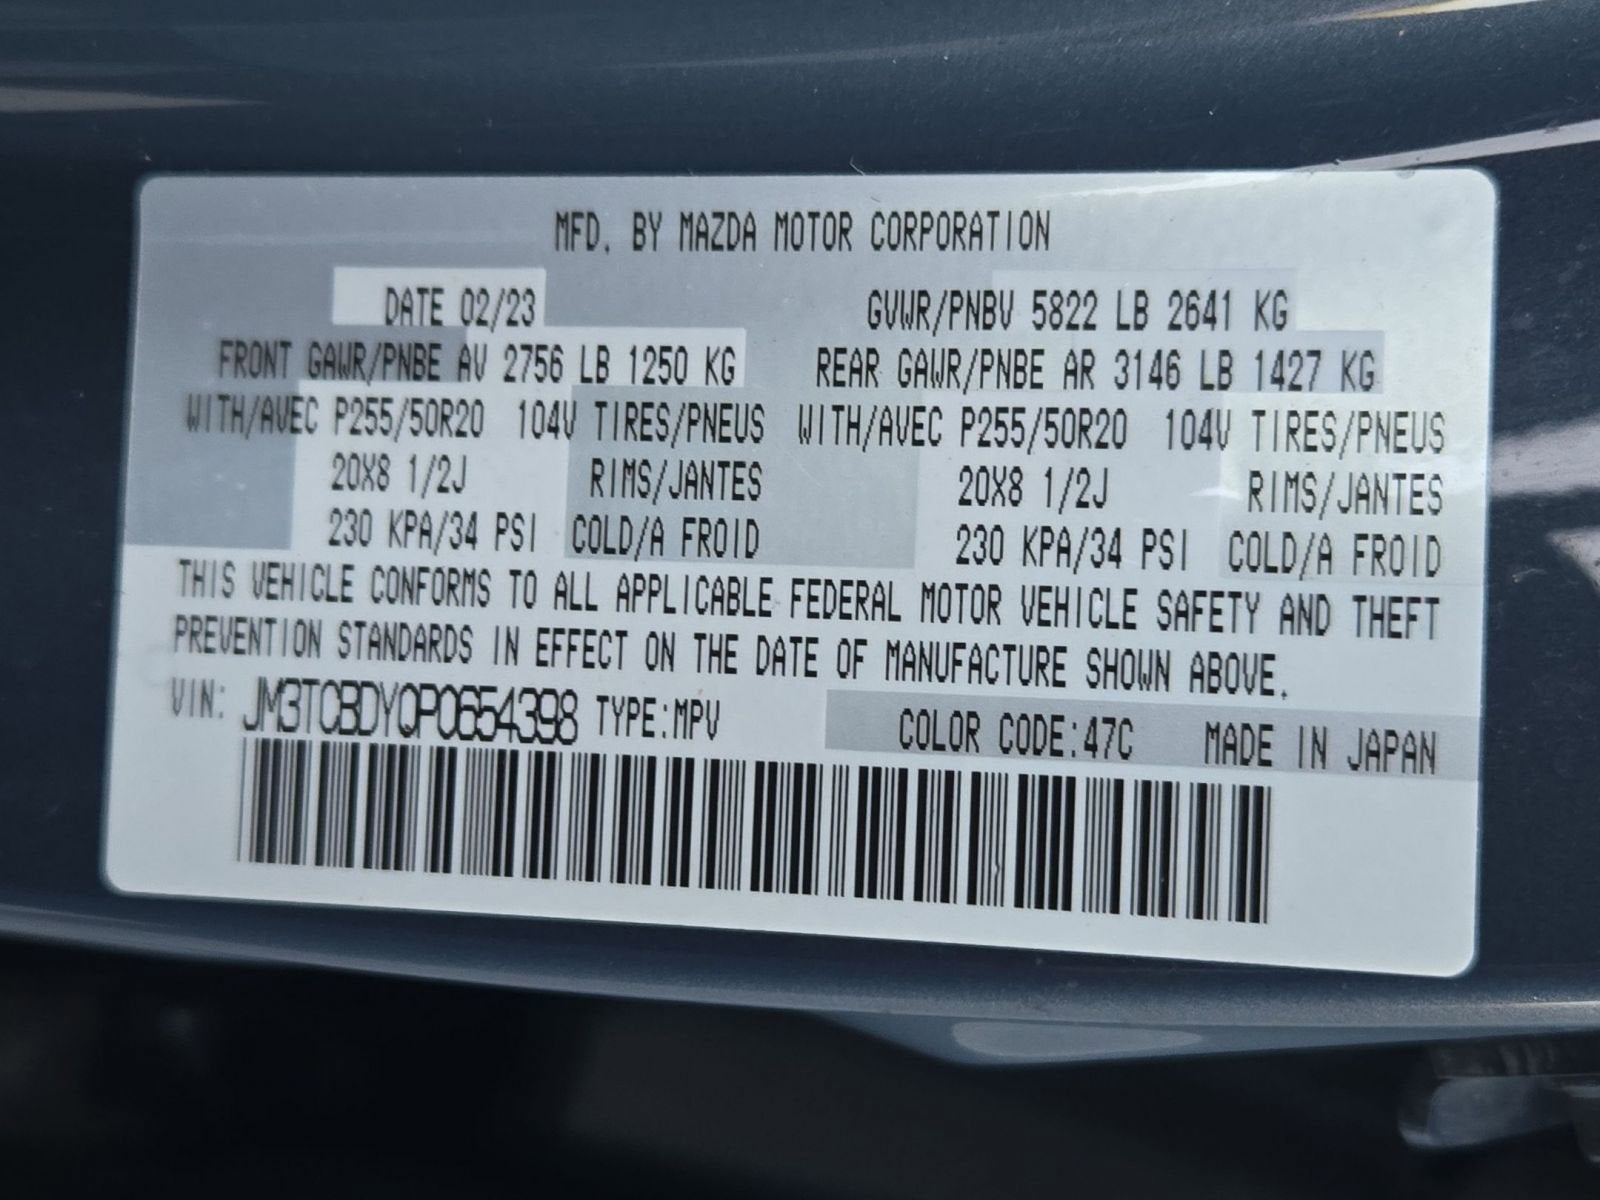 MFD. BY MAZDA MOTOR CORPORATION
DATE 02/23 GVWR/PNBV 5822 LB 2641 KG
FRONT GAWR/PNBE AV 2756 LB 1250 KG REAR GAWR/PNBE AR 3146 LB 1427 KG
WITH/AVEC P255/50R20 104V TIRES/PNEUS WITH/AVEC P255/50R20 104V TIRES/PNEUS
20X8 1/2J RIMS/JANTES 20X8 1/2J RIMS/JANTES
230 KPA/34 PSI COLD/A FROID 230 KPA/34 PSI COLD/A FROID
THIS VEHICLE CONFORMS TO ALL APPLICABLE FEDERAL MOTOR VEHICLE SAFETY AND THEFT
PREVENTION STANDARDS IN EFFECT ON THE DATE OF MANUFACTURE SHOWN ABOVE.
VIN: JM3TCBDY0P0654398 TYPE:MPV COLOR CODE:47C MADE IN JAPAN